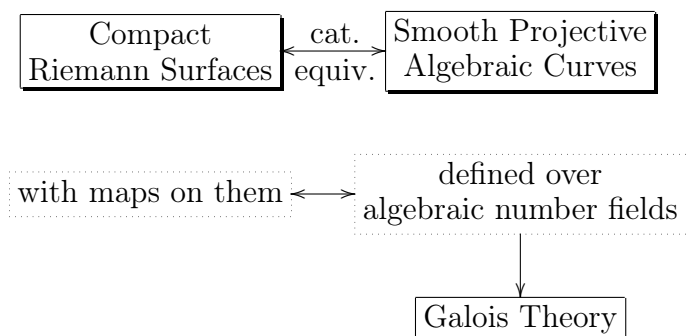 Compact
Riemann Surfaces
cat.
equiv.
Smooth Projective
Algebraic Curves
with maps on them
defined over
algebraic number fields
Galois Theory